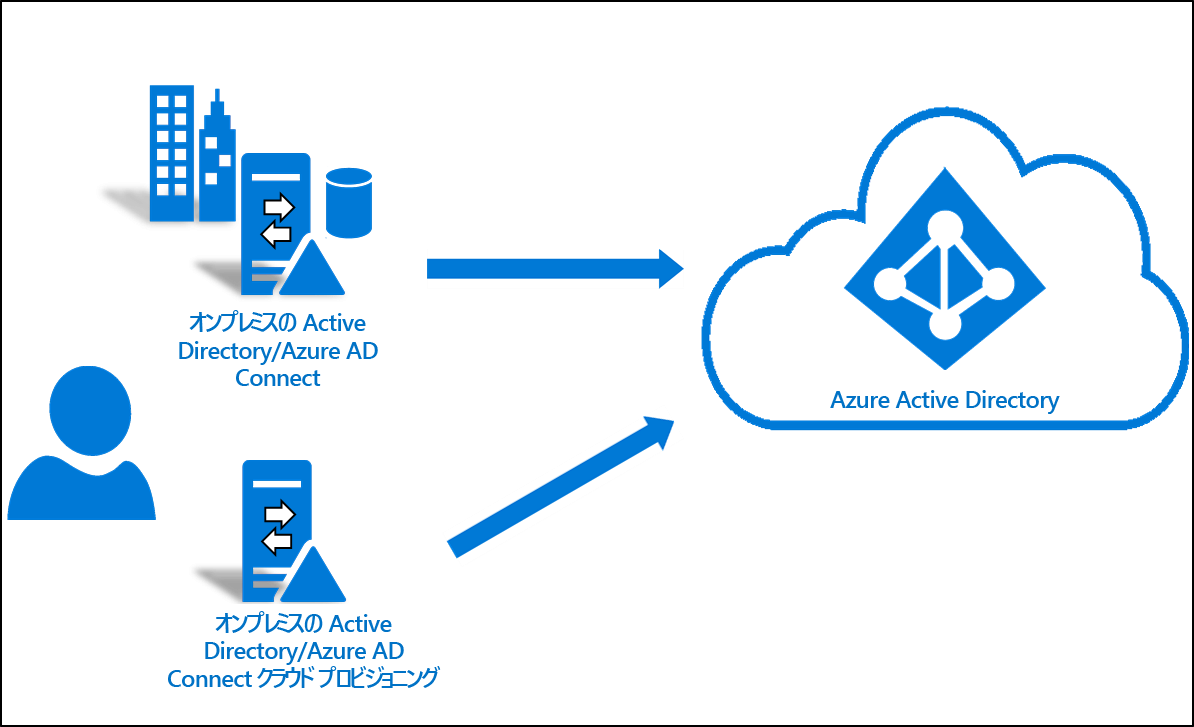 オンプレミスの Active
Directory/Azure AD
Connect
Azure Active Directory
オンプレミスの Active
Directory/Azure AD
Connect クラウド プロビジョニング